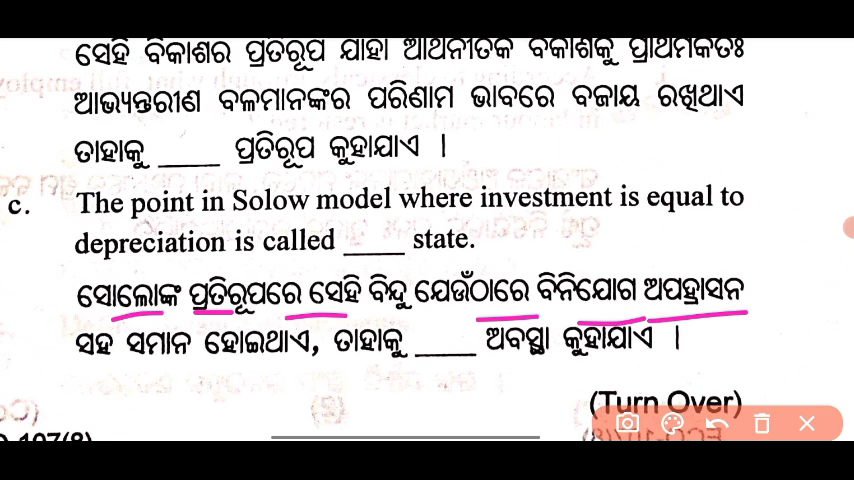 ସେହି ବିକାଶର ପ୍ରତିରୂପ ଯାହା ଆର୍ଥନୀତିକ ବିକାଶକୁ ପ୍ରାଥମିକତଃ
ଆଭ୍ୟନ୍ତରୀଣ ବଳମାନଙ୍କର ପରିଣାମ ଭାବରେ ବଜାୟ ରଖିଥାଏ
ତାହାକୁ ____ ପ୍ରତିରୂପ କୁହାଯାଏ ।
c. The point in Solow model where investment is equal to
depreciation is called ____ state.
ସୋଲୋଙ୍କ ପ୍ରତିରୂପରେ ସେହି ବିନ୍ଦୁ ଯେଉଁଠାରେ ବିନିଯୋଗ ଅପହ୍ରାସନ
ସହ ସମାନ ହୋଇଥାଏ, ତାହାକୁ ____ ଅବସ୍ଥା କୁହାଯାଏ ।
(Turn Over)